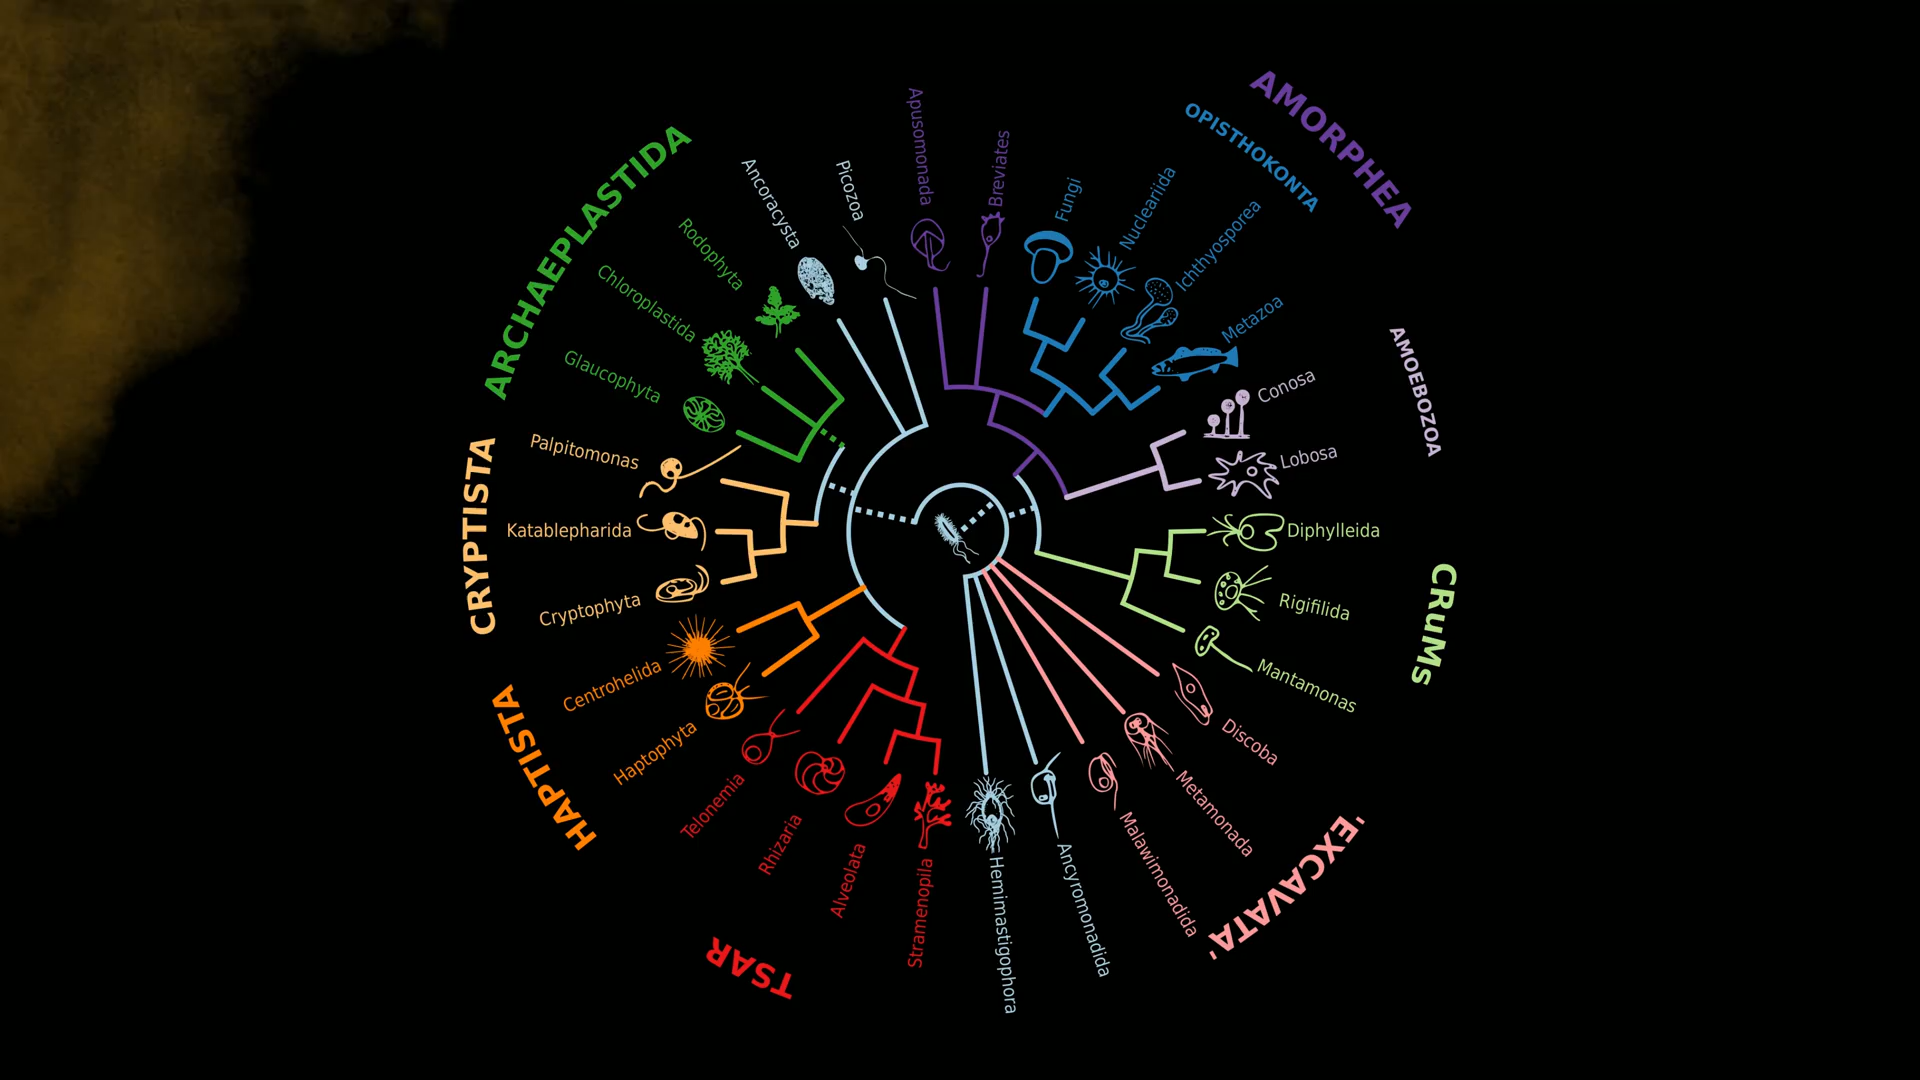 AMORPHEA
OPISTHOKONTA
Apusomonada
Breviates
Fungi
Nucleariida
Ichthyosporea
Metazoa
AMOEBOZOA
Conosa
Lobosa
CRuMS
Diphylleida
Rigifilida
Mantamonas
'EXCAVATA'
Discoba
Metamonada
Malawimonadida
Ancyromonadida
Hemimastigophora
TSAR
Stramenopila
Alveolata
Rhizaria
Telonemia
HAPTISTA
Haptophyta
Centrohelida
CRYPTISTA
Cryptophyta
Katablepharida
Palpitomonas
ARCHAEPLASTIDA
Glaucophyta
Chloroplastida
Rodophyta
Ancoracysta
Picozoa